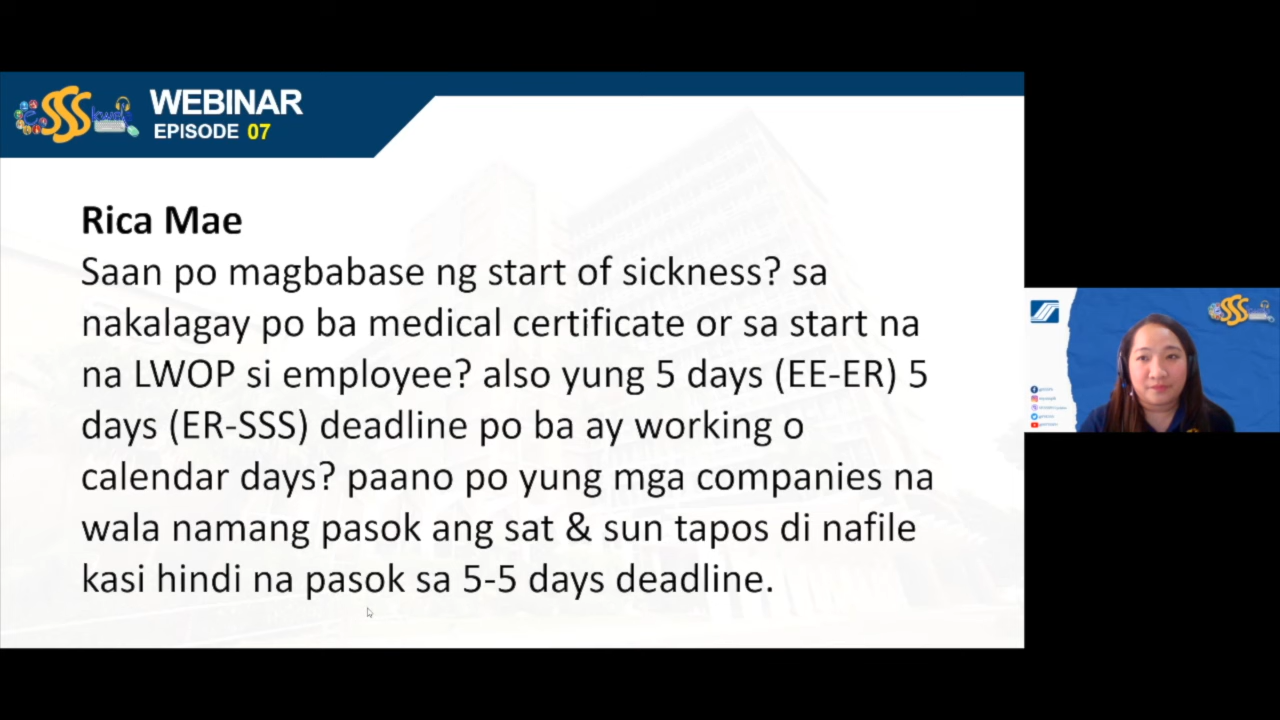 SSS
WEBINAR
EPISODE 07
Rica Mae
Saan po magbabase ng start of sickness? sa
nakalagay po ba medical certificate or sa start na
na LWOP si employee? also yung 5 days (EE-ER) 5
days (ER-SSS) deadline po ba ay working o
calendar days? paano po yung mga companies na
wala namang pasok ang sat & sun tapos di nafile
kasi hindi na pasok sa 5-5 days deadline.
SSS